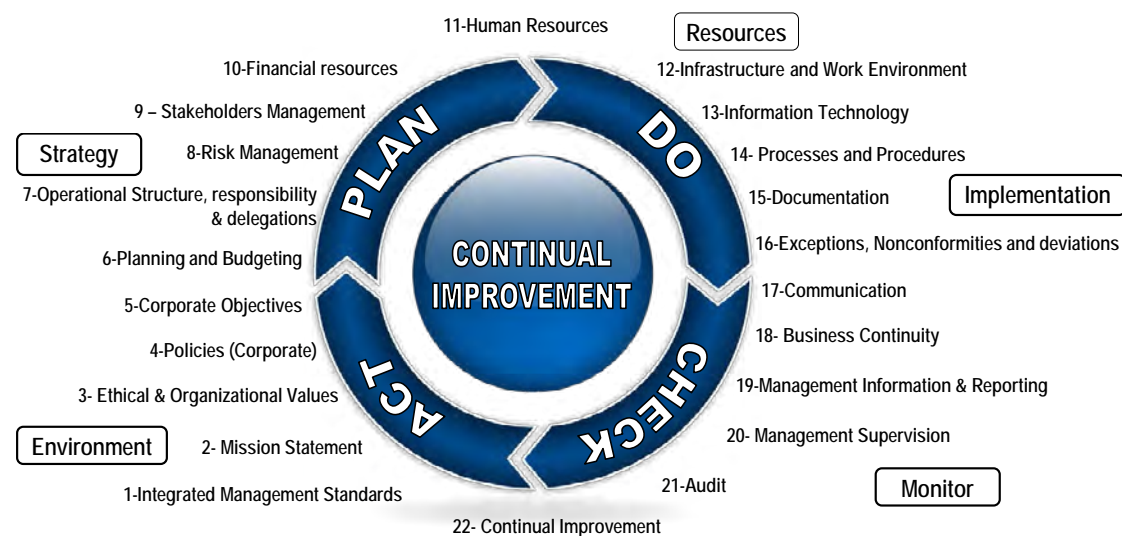 11-Human Resources
Resources
10-Financial resources
12-Infrastructure and Work Environment
9 – Stakeholders Management
13-Information Technology
PLAN
DO
Strategy
8-Risk Management
14- Processes and Procedures
7-Operational Structure, responsibility
& delegations
15-Documentation
Implementation
16-Exceptions, Nonconformities and deviations
6-Planning and Budgeting
CONTINUAL
IMPROVEMENT
17-Communication
5-Corporate Objectives
18- Business Continuity
4-Policies (Corporate)
ACT
CHECK
19-Management Information & Reporting
3- Ethical & Organizational Values
20- Management Supervision
Environment
2- Mission Statement
21-Audit
Monitor
1-Integrated Management Standards
22- Continual Improvement